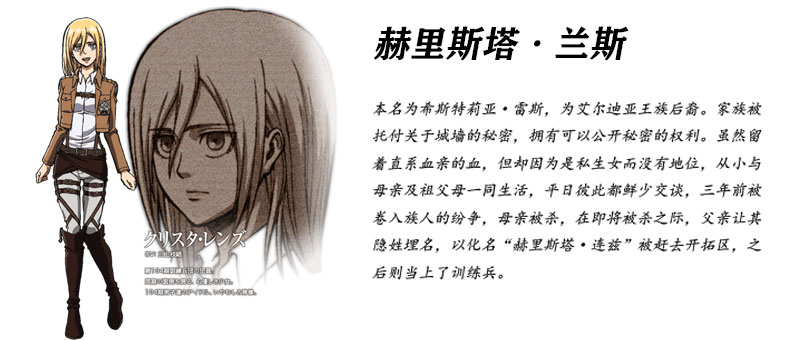 赫里斯塔·兰斯
本名为希斯特莉亚·雷斯，为艾尔迪亚王族后裔。家族被
托付关于城墙的秘密，拥有可以公开秘密的权利。虽然留
着直系血亲的血，但却因为是私生女而没有地位，从小与
母亲及祖父母一同生活，平日彼此都鲜少交谈，三年前被
卷入族人的纷争，母亲被杀，在即将被杀之际，父亲让其
隐姓埋名，以化名“赫里斯塔·连兹”被赶去开拓区，之
后则当上了训练兵。
クリスタ・レンズ